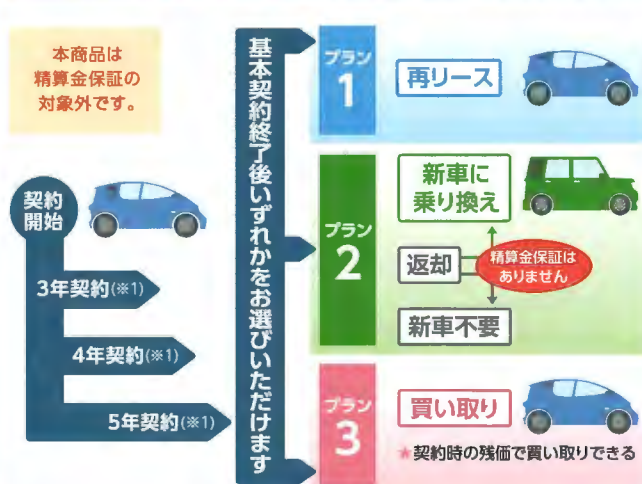 本商品は
精算金保証の
対象外です。
契約
開始
3年契約(※1)
4年契約(※1)
5年契約(※1)
基本契約終了後いずれかをお選びいただけます
プラン
1
再リース
プラン
2
新車に
乗り換え
返却
精算金保証は
ありません
新車不要
プラン
3
買い取り
★契約時の残価で買い取りできる